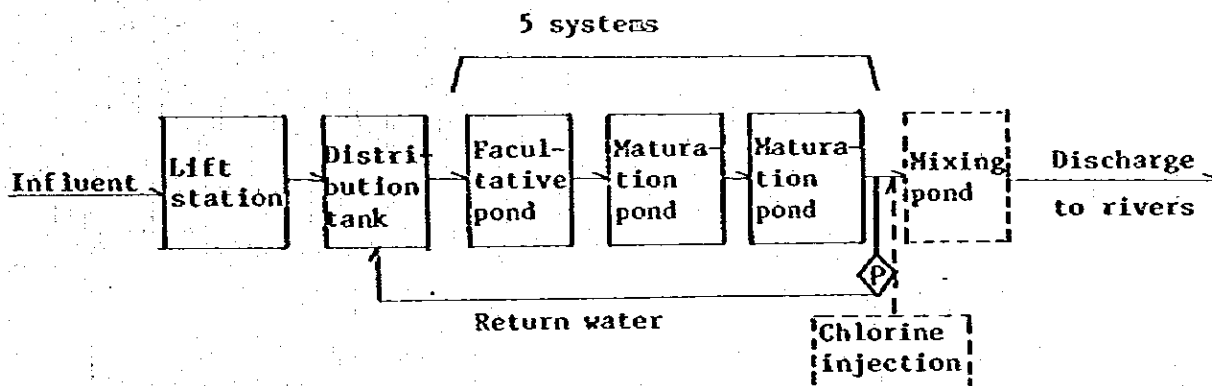 5 systems
Influent
Lift
station
Distri-
bution
tank
Facul-
tative
pond
Matura-
tion
pond
Matura-
tion
pond
Mixing
pond
Discharge
to rivers
P
Return water
Chlorine
injection